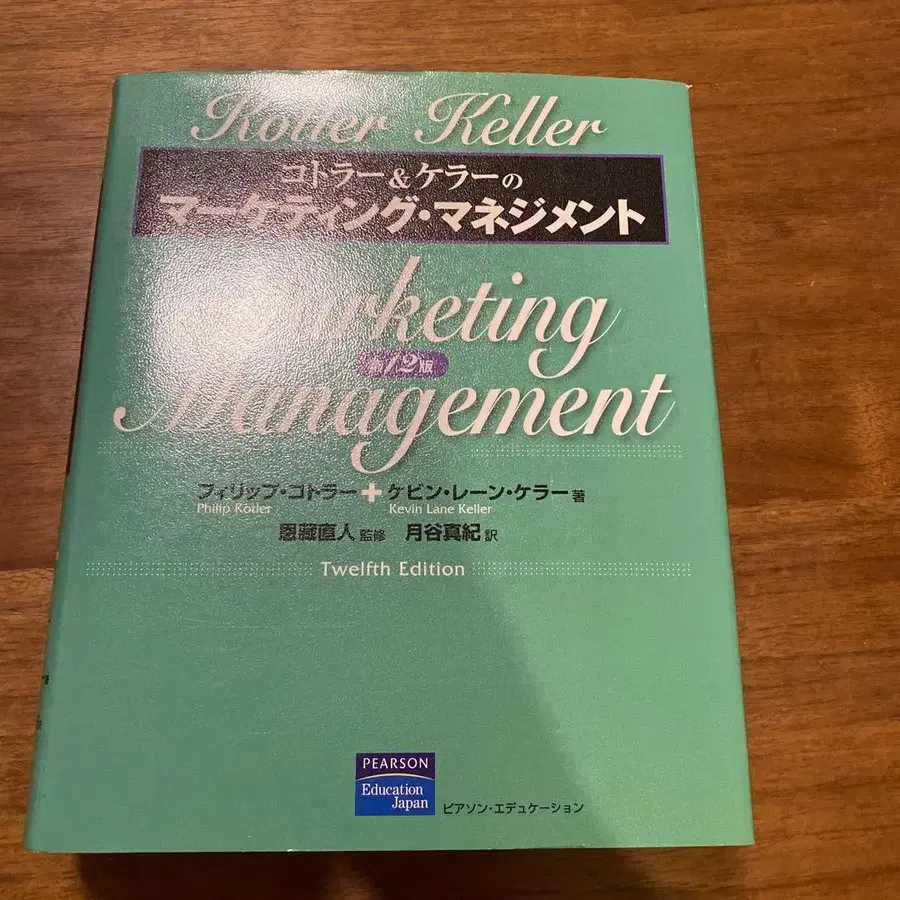 Kotler Keller
コトラー&ケラーの
マーケティング・マネジメント
Marketing
第12版
Management
フィリップ・コトラー+ケビン・レーン・ケラー 著
Philip Kotler Kevin Lane Keller
恩藏直人 監修 月谷真紀 訳
Twelfth Edition
PEARSON
Education
Japan
ピアソン・エデュケーション